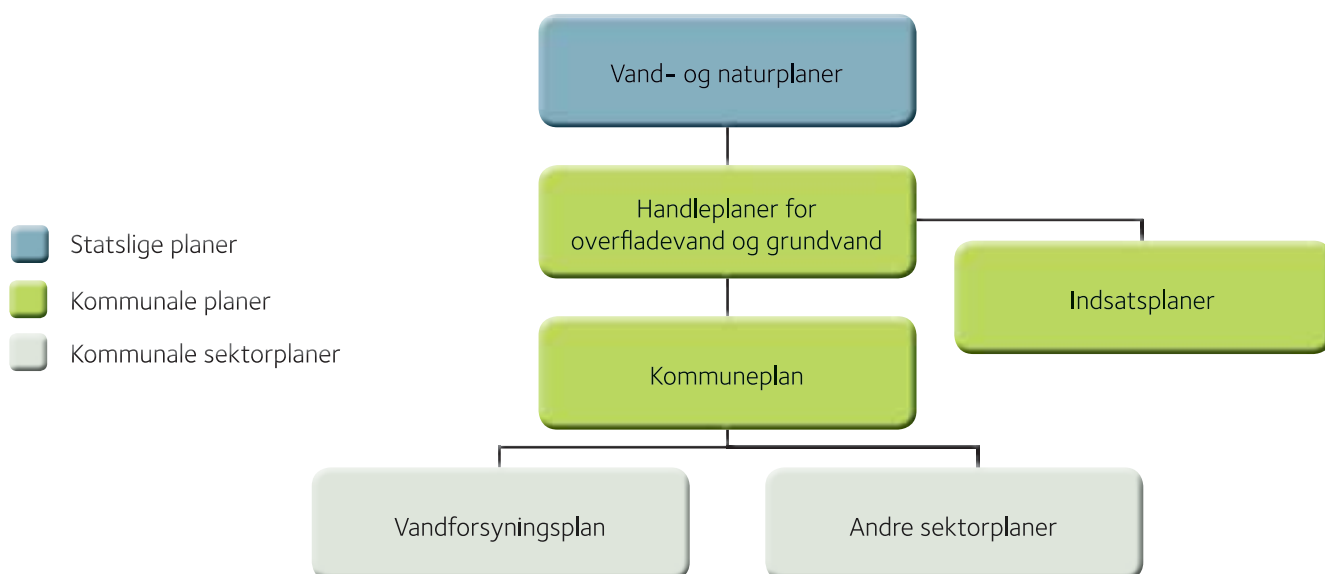 Vand- og naturplaner
Handleplaner for
overfladevand og grundvand
Statslige planer
Kommunale planer
Kommunale sektorplaner
Indsatsplaner
Kommuneplan
Vandforsyningsplan
Andre sektorplaner